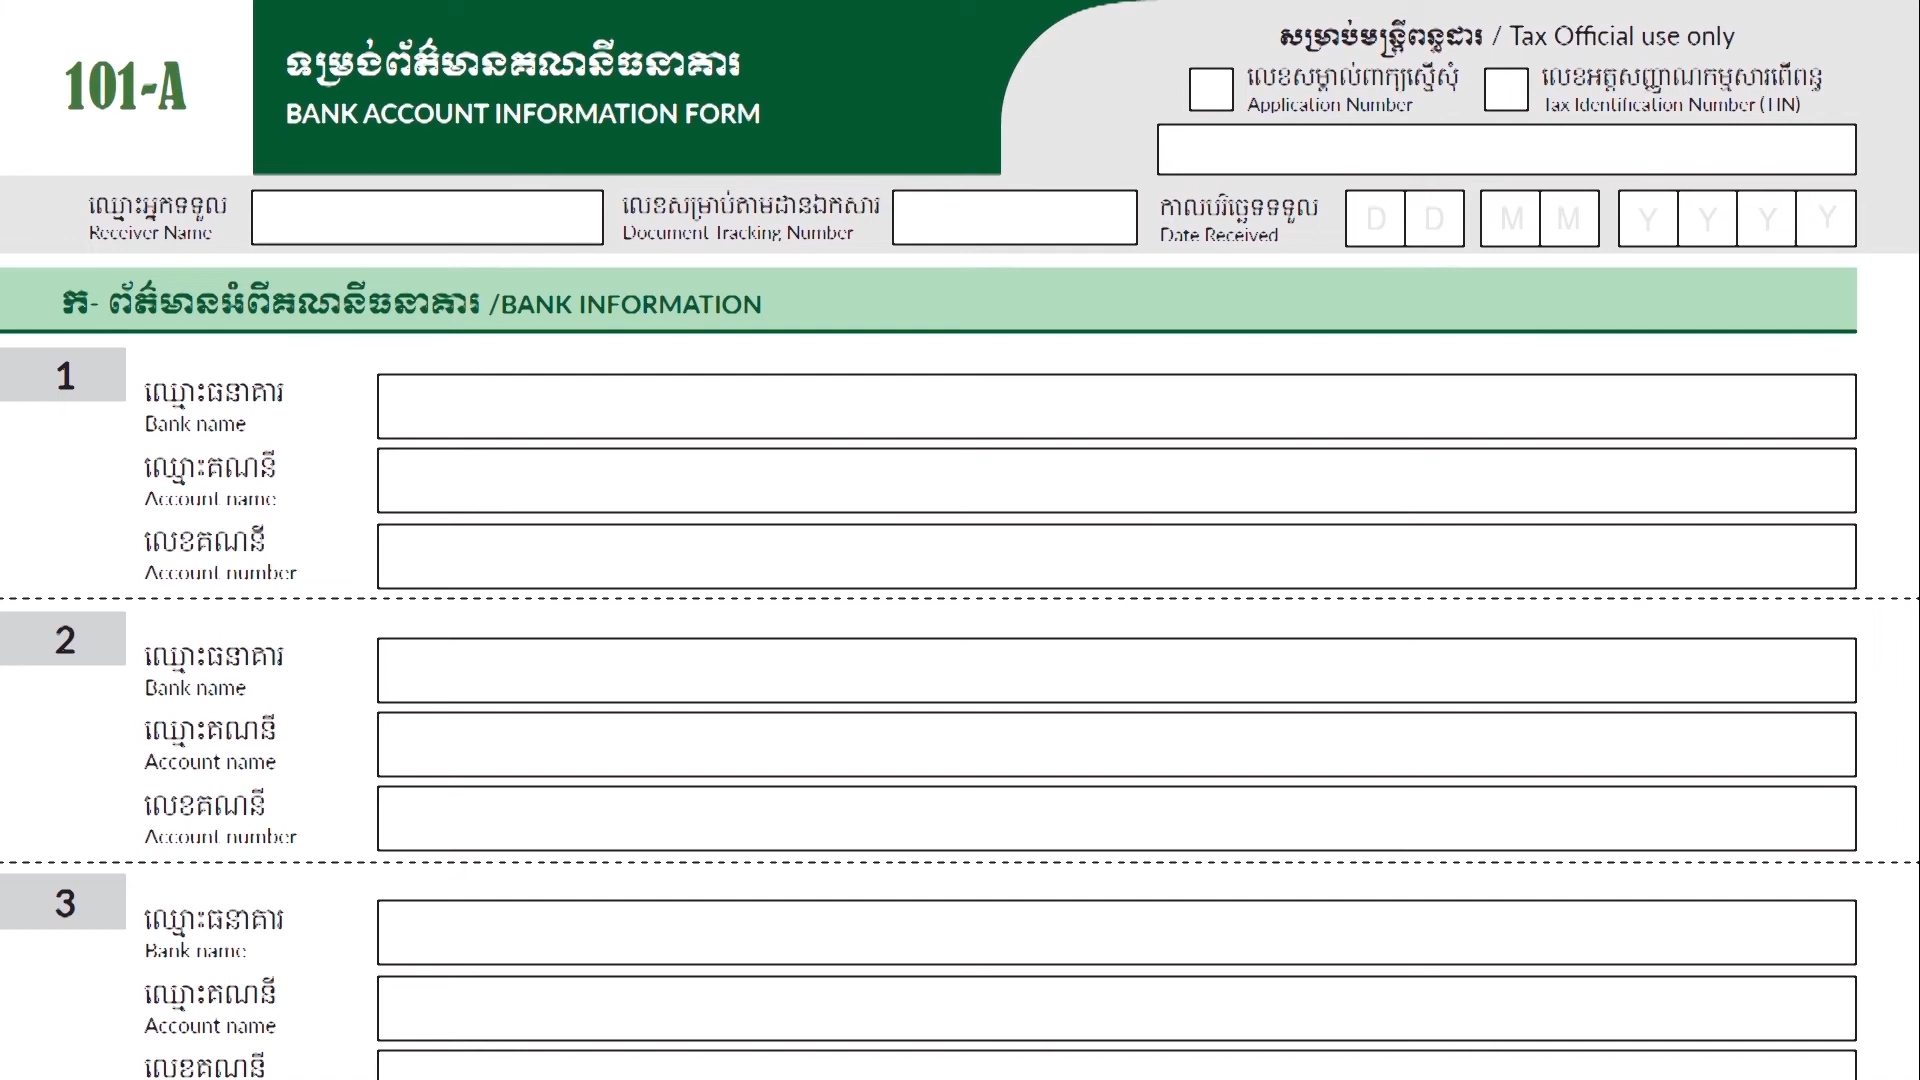 101-A
ទម្រង់ព័ត៌មានគណនីធនាគារ
BANK ACCOUNT INFORMATION FORM
សម្រាប់មន្ត្រីពន្ធដារ / Tax Official use only
លេខសម្គាល់ពាក្យស្នើសុំ
Application Number
លេខអត្តសញ្ញាណកម្មសារពើពន្ធ
Tax Identification Number (TIN)
ឈ្មោះអ្នកទទួល
Receiver Name
លេខសម្រាប់តាមដានឯកសារ
Document Tracking Number
កាលបរិច្ឆេទទទួល
Date Received
D D M M Y Y Y Y
ក- ព័ត៌មានអំពីគណនីធនាគារ /BANK INFORMATION
1
ឈ្មោះធនាគារ
Bank name
ឈ្មោះគណនី
Account name
លេខគណនី
Account number
2
ឈ្មោះធនាគារ
Bank name
ឈ្មោះគណនី
Account name
លេខគណនី
Account number
3
ឈ្មោះធនាគារ
Bank name
ឈ្មោះគណនី
Account name
លេខគណនី